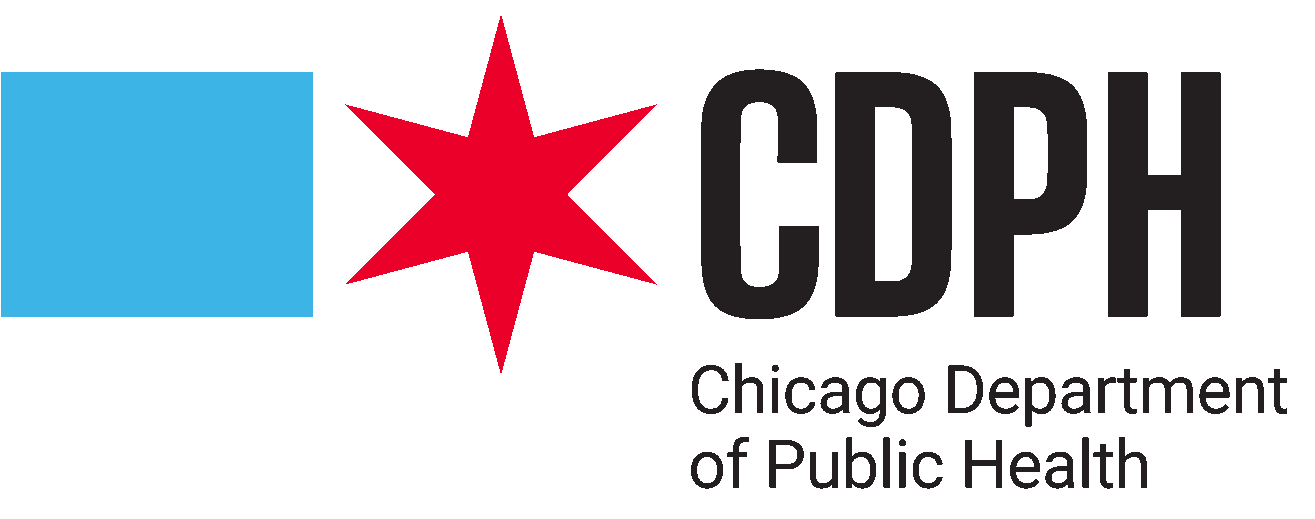 CDPH
Chicago Department
of Public Health